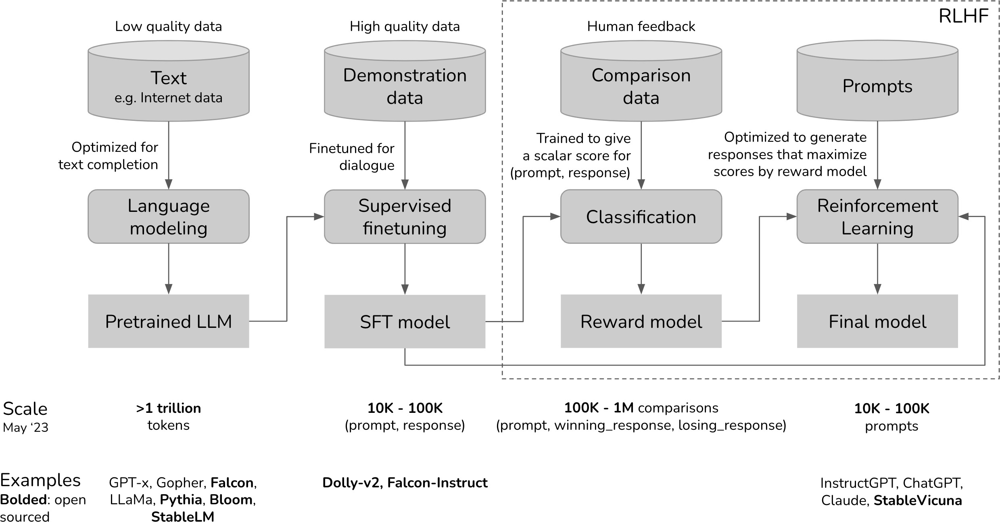 RLHF
Low quality data
High quality data
Human feedback
Text
e.g. Internet data
Demonstration
data
Comparison
data
Prompts
Optimized for
text completion
Finetuned for
dialogue
Trained to give
a scalar score for
(prompt, response)
Optimized to generate
responses that maximize
scores by reward model
Language
modeling
Supervised
finetuning
Classification
Reinforcement
Learning
Pretrained LLM
SFT model
Reward model
Final model
Scale
May ‘23
>1 trillion
tokens
10K - 100K
(prompt, response)
100K - 1M comparisons
(prompt, winning_response, losing_response)
10K - 100K
prompts
Examples
Bolded: open
sourced
GPT-x, Gopher, Falcon,
LLaMa, Pythia, Bloom,
StableLM
Dolly-v2, Falcon-Instruct
InstructGPT, ChatGPT,
Claude, StableVicuna